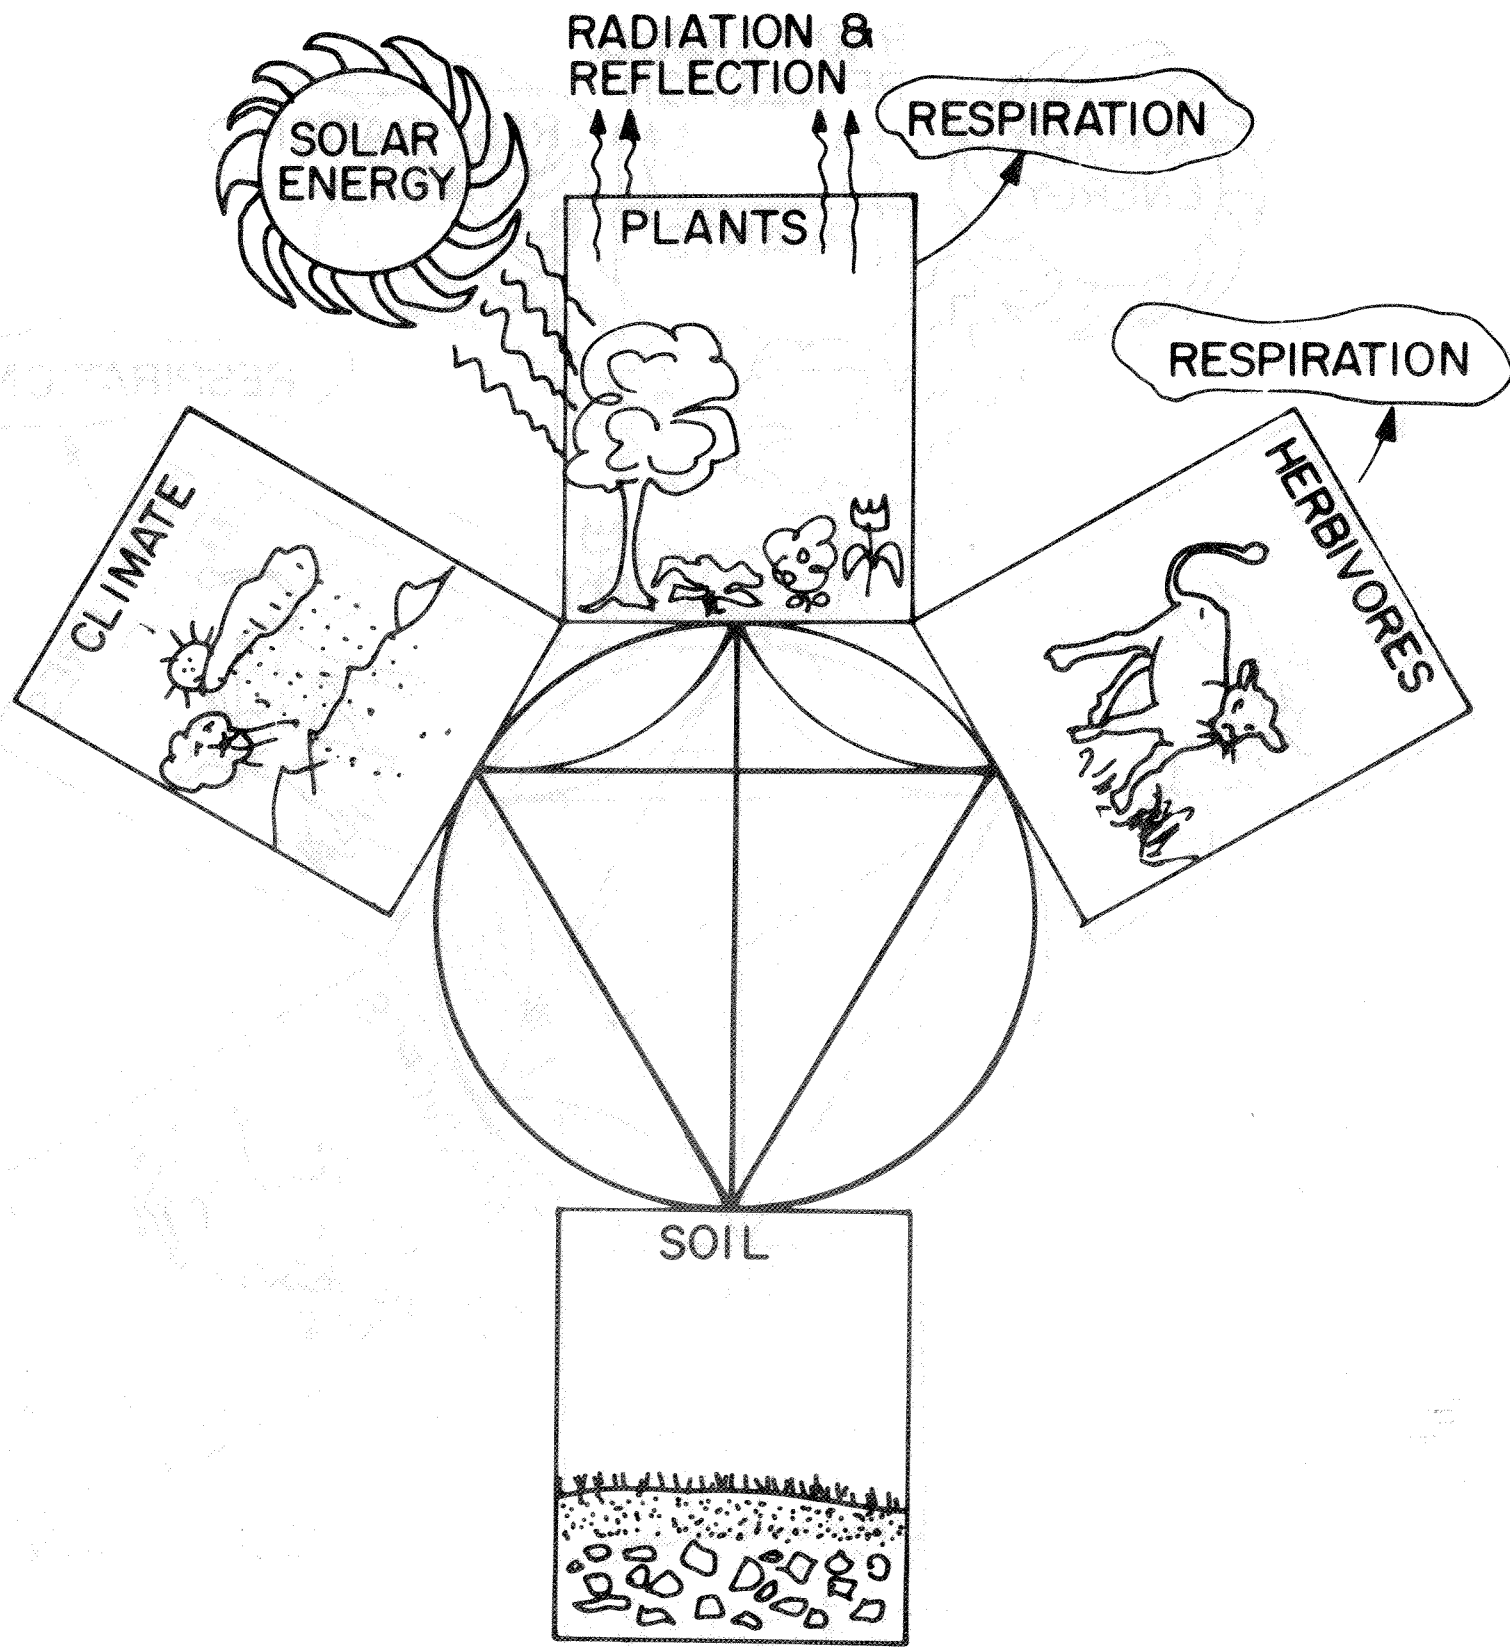 RADIATION &
REFLECTION
SOLAR
ENERGY
RESPIRATION
PLANTS
RESPIRATION
CLIMATE
HERBIVORES
SOIL